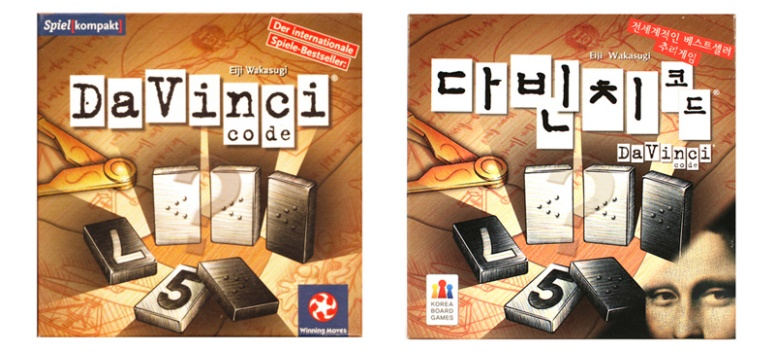 Spiel kompakt
Der internationale
Spiele-Bestseller:
Eiji Wakasugi
DaVinci®
code
L
5
Winning Moves
전세계적인 베스트셀러
추리게임
Eiji Wakasugi
다빈치 코드®
DaVinci
code
L
5
KOREA
BOARD
GAMES